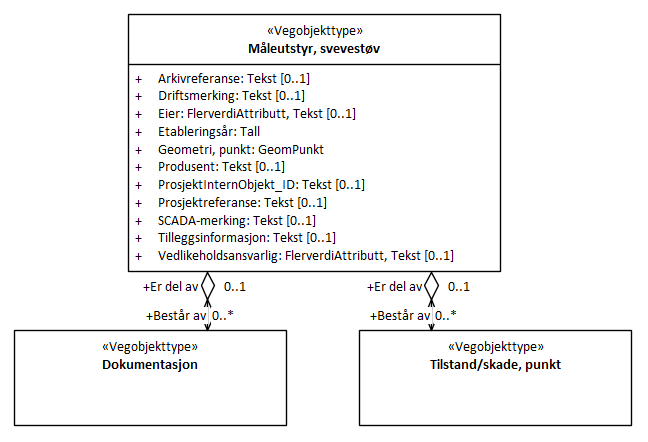 «Vegobjekttype»
Måleutstyr, svevestøv
+ Arkivreferanse: Tekst [0..1]
+ Driftsmerking: Tekst [0..1]
+ Eier: FlerverdiAttributt, Tekst [0..1]
+ Etableringsår: Tall
+ Geometri, punkt: GeomPunkt
+ Produsent: Tekst [0..1]
+ ProsjektInternObjekt_ID: Tekst [0..1]
+ Prosjektreferanse: Tekst [0..1]
+ SCADA-merking: Tekst [0..1]
+ Tilleggsinformasjon: Tekst [0..1]
+ Vedlikeholdsansvarlig: FlerverdiAttributt, Tekst [0..1]
+Er del av 0..1 +Er del av 0..1
+Består av 0..* +Består av 0..*
«Vegobjekttype»
Dokumentasjon
«Vegobjekttype»
Tilstand/skade, punkt